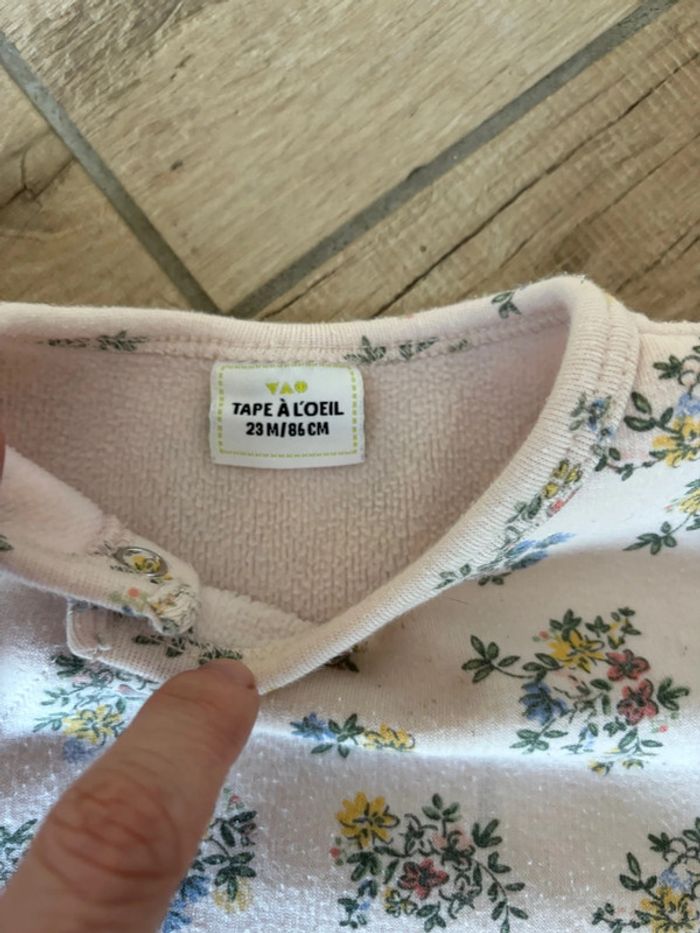 TAO
TAPE À L'OEIL
23 M/86 CM